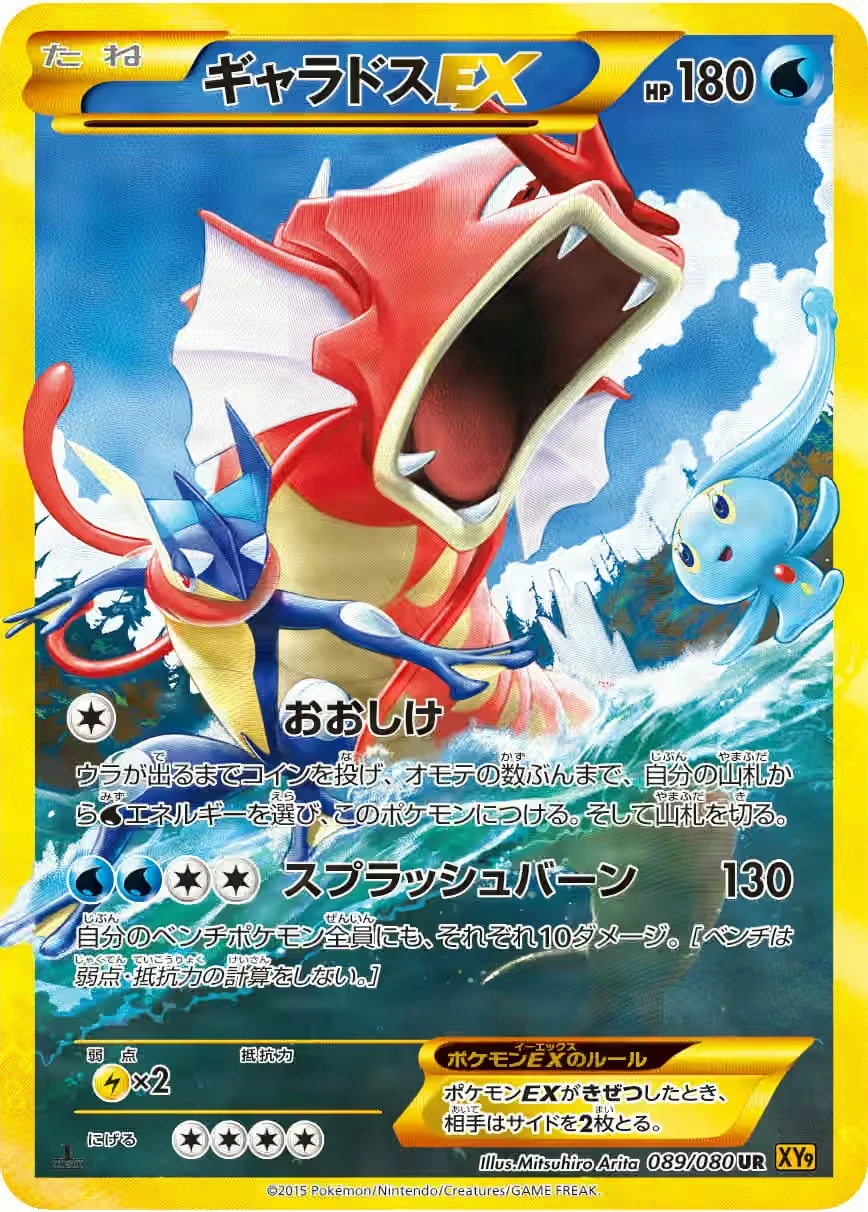 たね
ギャラドスEX HP 180
おおしけ
ウラが出るまでコインを投げ、オモテの数ぶんまで、自分の山札か
らエネルギーを選び、このポケモンにつける。そして山札を切る。
スプラッシュバーン 130
自分のベンチポケモン全員にも、それぞれ10ダメージ。［ベンチは
弱点・抵抗力の計算をしない。］
弱点 抵抗力
×2
にげる
ポケモンEXのルール
ポケモンEXがきぜつしたとき、
相手はサイドを2枚とる。
Illus.Mitsuhiro Arita 089/080 UR XY9
©2015 Pokémon/Nintendo/Creatures/GAME FREAK.